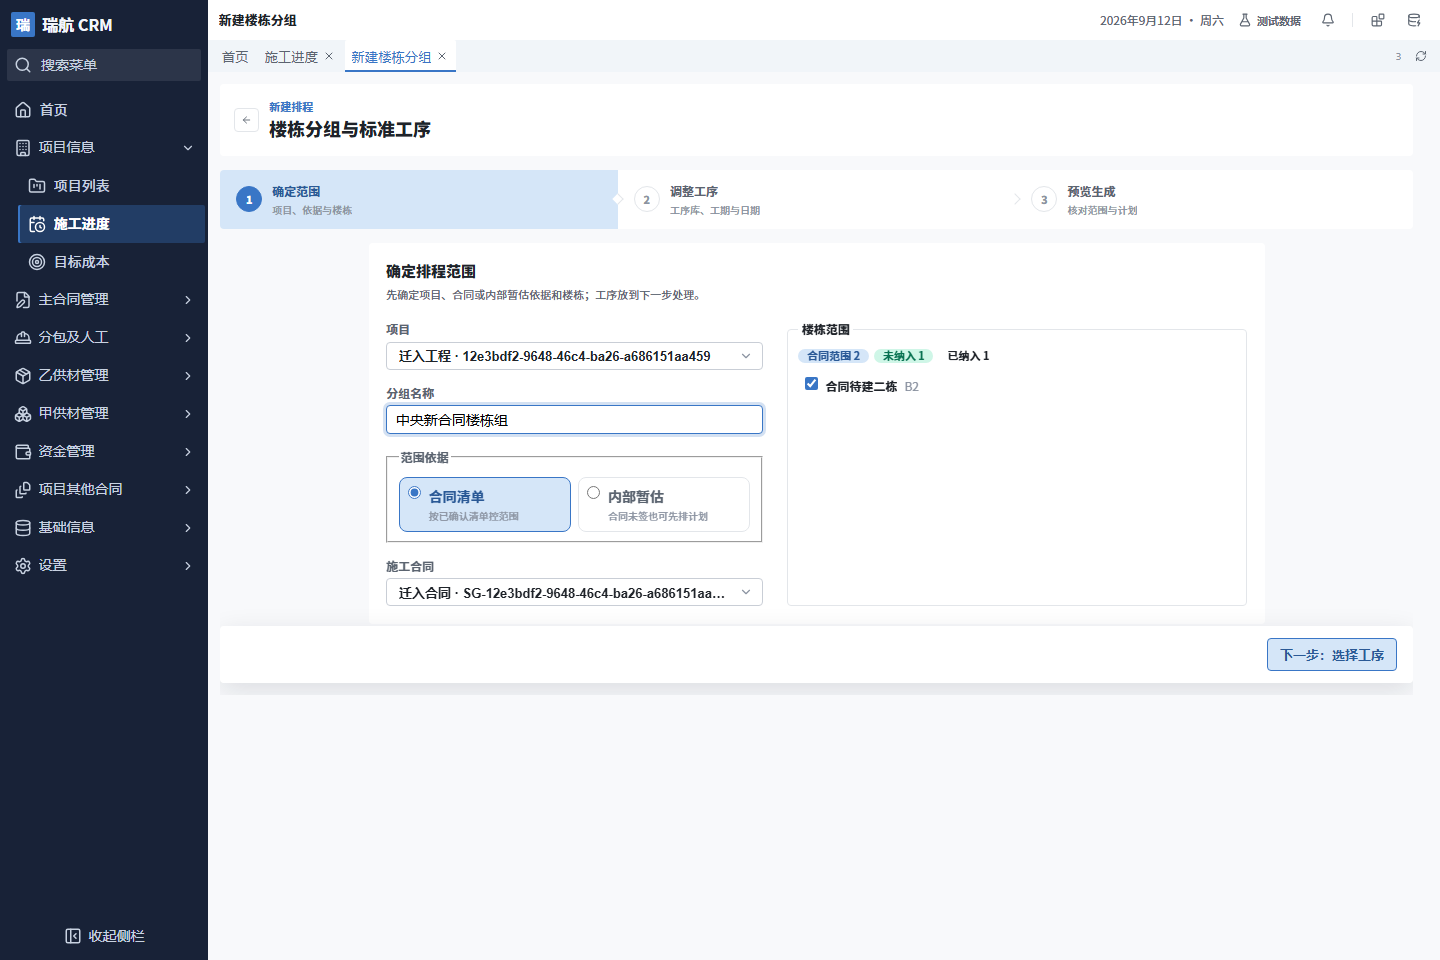 瑞 瑞航 CRM
搜索菜单
首页
项目信息
项目列表
施工进度
目标成本
主合同管理
分包及人工
乙供材管理
甲供材管理
资金管理
项目其他合同
基础信息
设置
收起侧栏
新建楼栋分组
2026年9月12日 • 周六
测试数据
首页
施工进度
新建楼栋分组
3
新建排程
楼栋分组与标准工序
1
确定范围
项目、依据与楼栋
2
调整工序
工序库、工期与日期
3
预览生成
核对范围与计划
确定排程范围
先确定项目、合同或内部暂估依据和楼栋；工序放到下一步处理。
项目
迁入工程 · 12e3bdf2-9648-46c4-ba26-a686151aa459
分组名称
中央新合同楼栋组
范围依据
合同清单
按已确认清单控范围
内部暂估
合同未签也可先排计划
施工合同
迁入合同 · SG-12e3bdf2-9648-46c4-ba26-a686151aa...
楼栋范围
合同范围 2 未纳入 1 已纳入 1
合同待建二栋 B2
下一步：选择工序